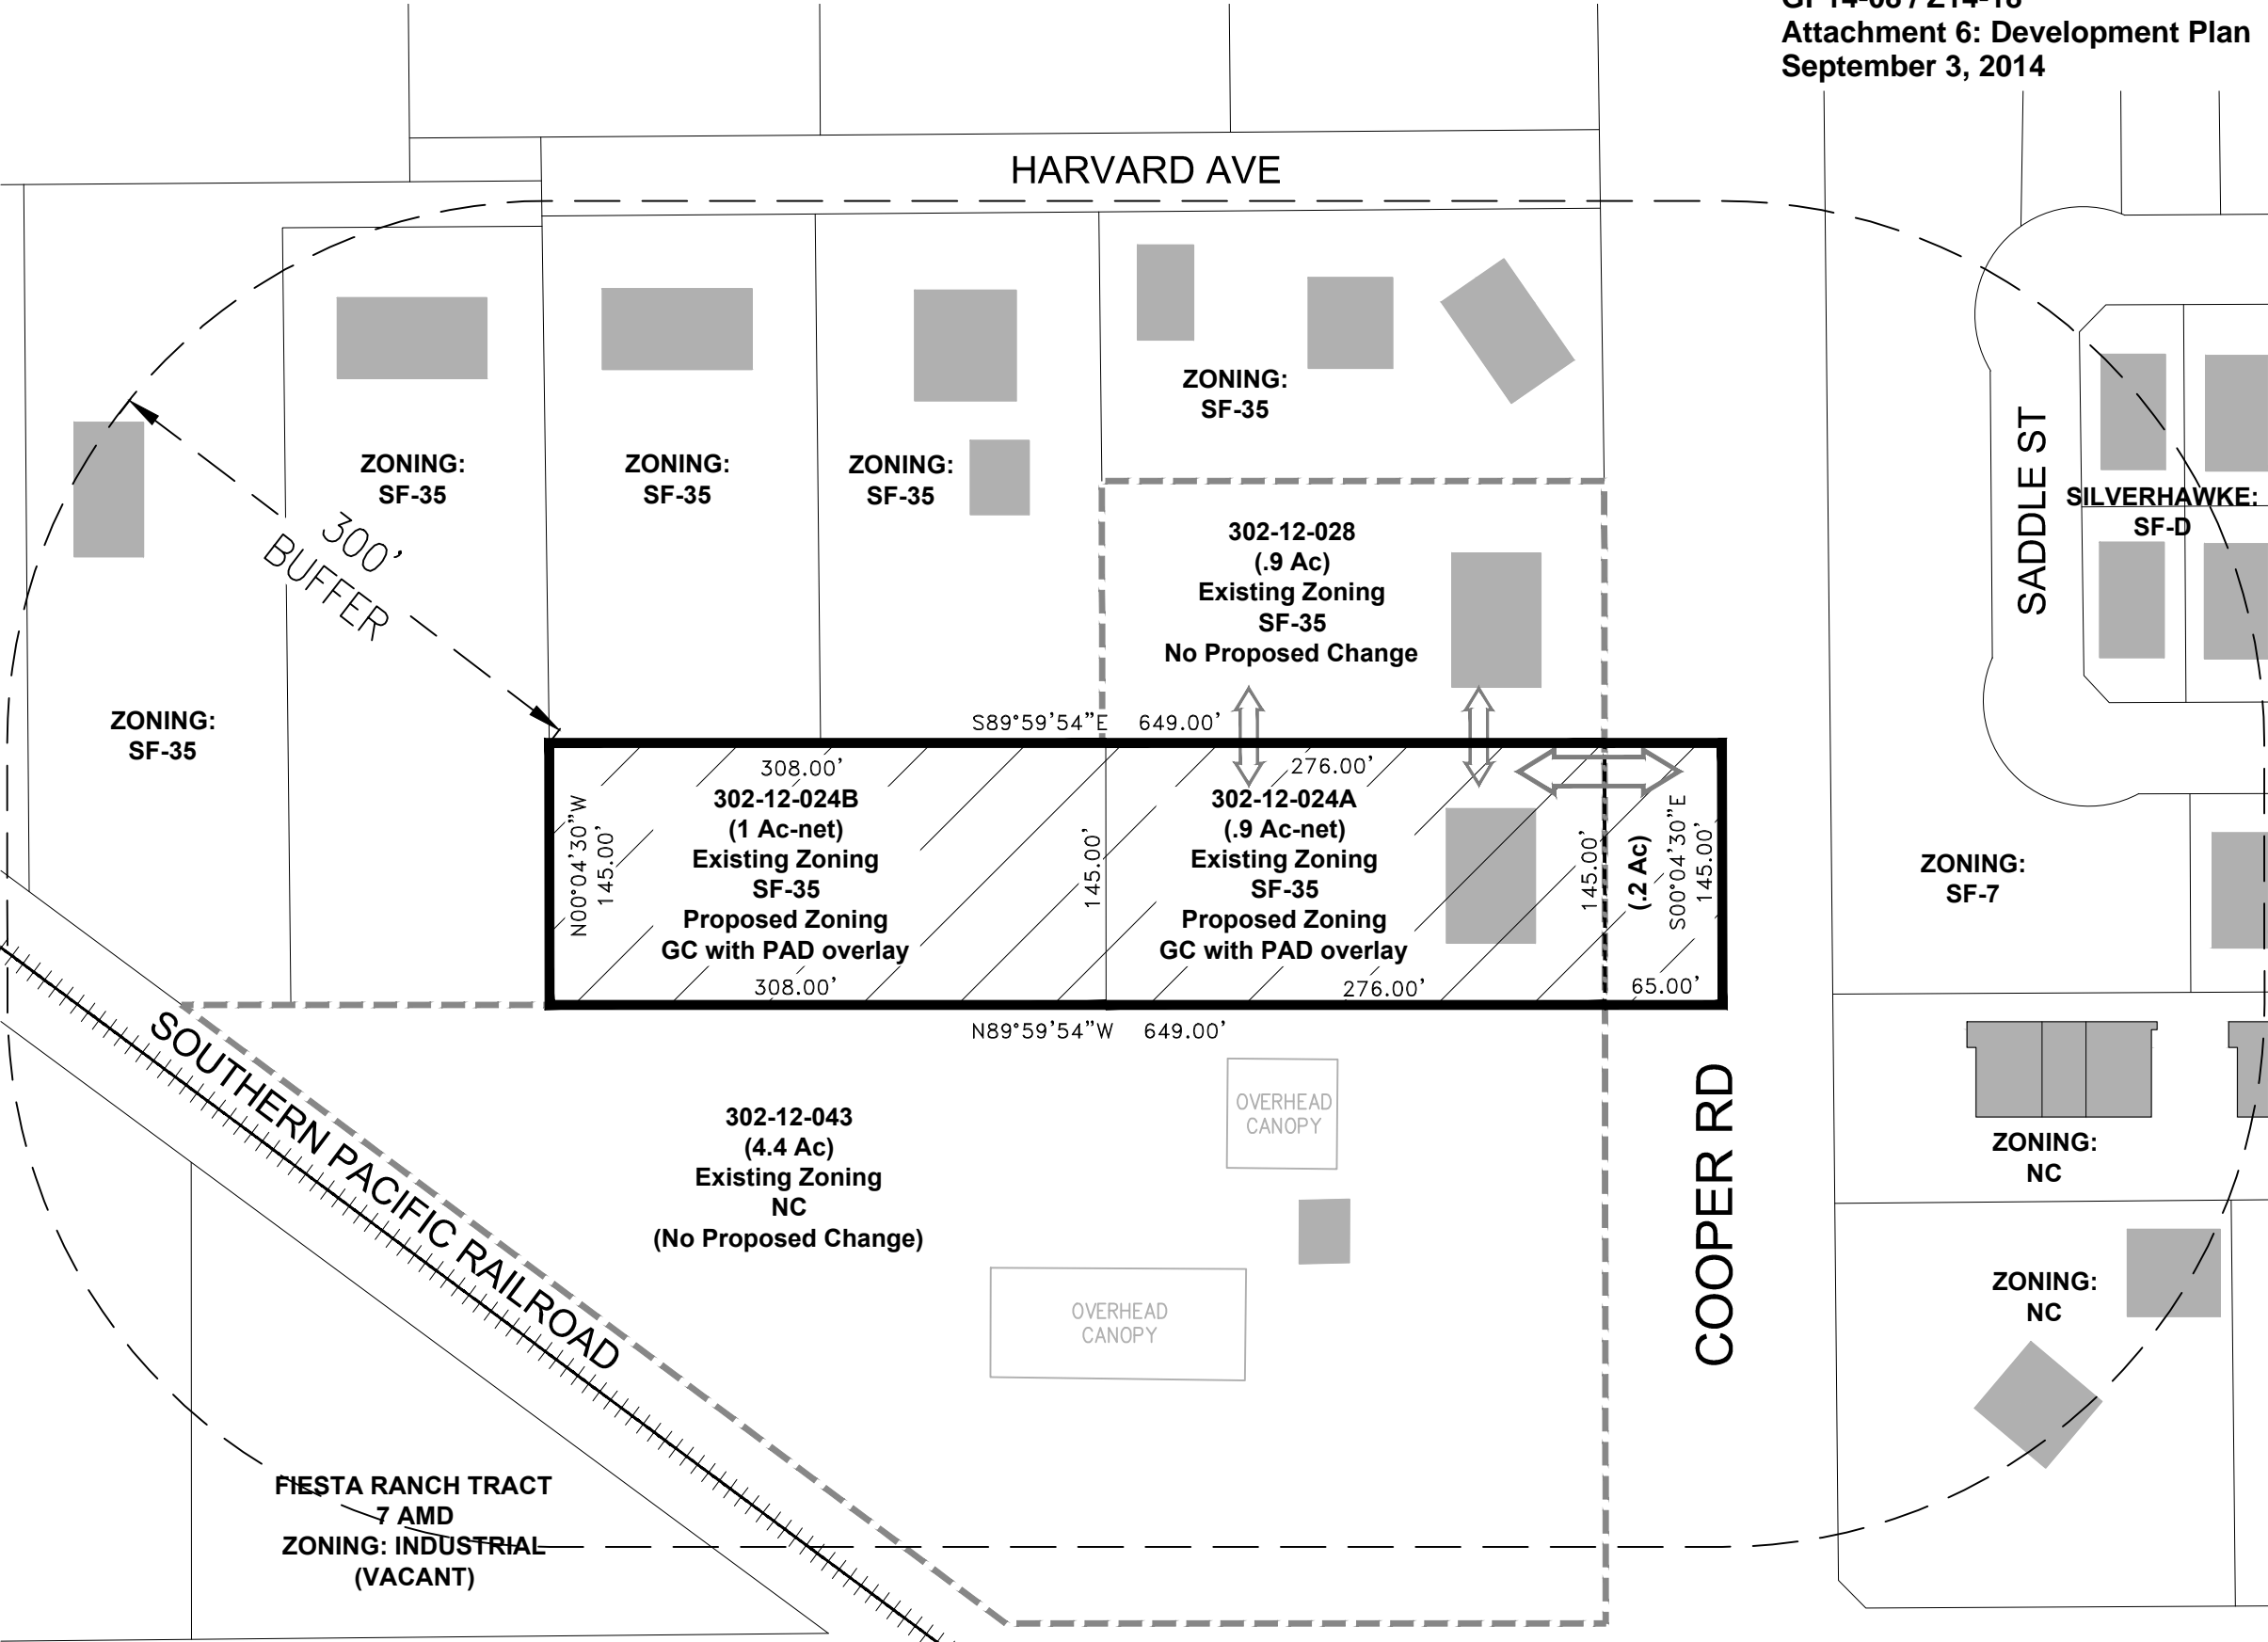 Attachment 6: Development Plan
September 3, 2014
HARVARD AVE
ZONING:
SF-35
ZONING:
SF-35
ZONING:
SF-35
ZONING:
SF-35
SADDLE ST
SILVERHAWKE:
SF-D
300'
BUFFER
302-12-028
(.9 Ac)
Existing Zoning
SF-35
No Proposed Change
ZONING:
SF-35
S89°59'54"E 649.00'
308.00'
276.00'
N00°04'30"W
145.00'
302-12-024B
(1 Ac-net)
Existing Zoning
SF-35
Proposed Zoning
GC with PAD overlay
308.00'
145.00'
302-12-024A
(.9 Ac-net)
Existing Zoning
SF-35
Proposed Zoning
GC with PAD overlay
276.00'
145.00'
(.2 Ac)
S00°04'30"E
145.00'
65.00'
ZONING:
SF-7
N89°59'54"W 649.00'
SOUTHERN PACIFIC RAILROAD
302-12-043
(4.4 Ac)
Existing Zoning
NC
(No Proposed Change)
OVERHEAD
CANOPY
OVERHEAD
CANOPY
COOPER RD
ZONING:
NC
ZONING:
NC
FIESTA RANCH TRACT
7 AMD
ZONING: INDUSTRIAL
(VACANT)